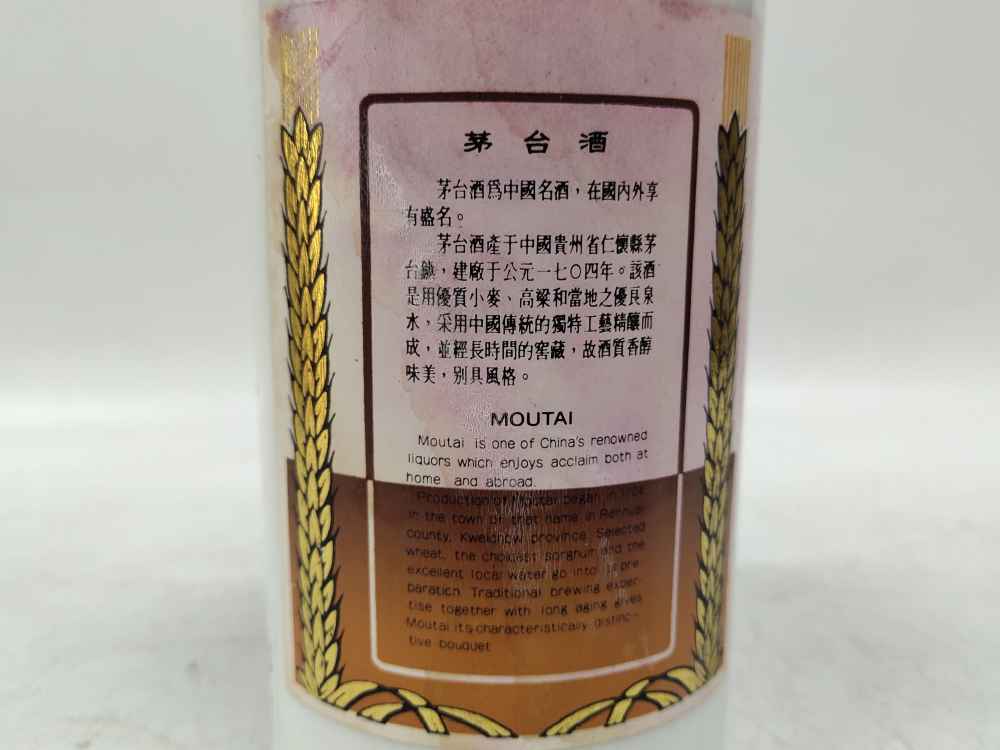 茅台酒
茅台酒爲中國名酒，在國內外享
有盛名。
茅台酒產于中國貴州省仁懷縣茅
台鎮，建廠于公元一七〇四年。該酒
是用優質小麥、高粱和當地之優良泉
水，采用中國傳統的獨特工藝精釀而
成，並經長時間的窖藏，故酒質香醇
味美，別具風格。
MOUTAI
Moutai is one of China's renowned
liquors which enjoys acclaim both at
home and abroad.
Production of Moutai began in 1704
in the town of that name in Renhuai
county, Kweichow province. Selected
wheat, the choicest sorghum and the
excellent local water go into its pre-
paration. Traditional brewing exper-
tise together with long aging gives
Moutai its characteristically distinc-
tive bouquet